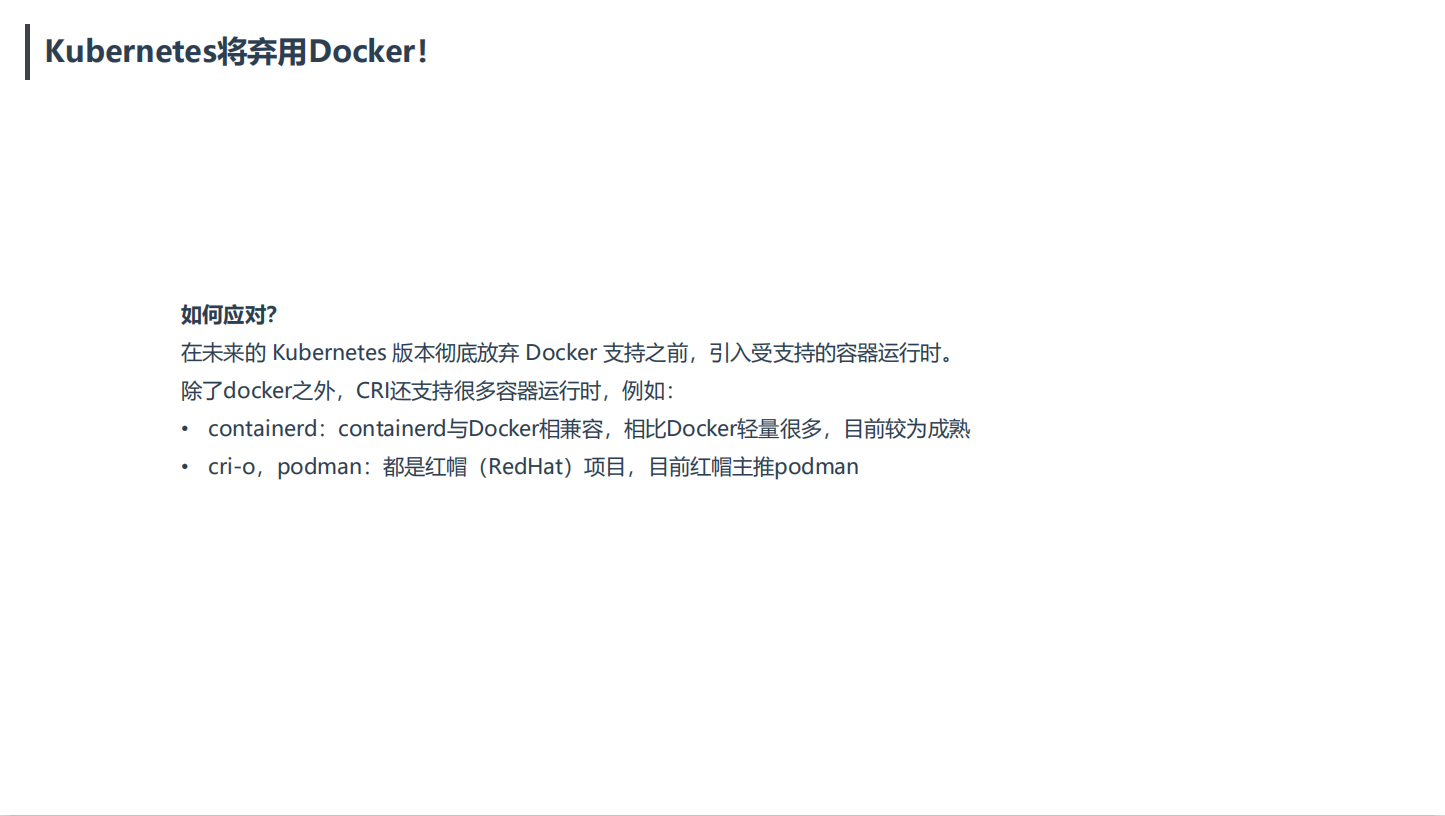 Kubernetes将弃用Docker！
如何应对？
在未来的 Kubernetes 版本彻底放弃 Docker 支持之前，引入受支持的容器运行时。
除了docker之外，CRI还支持很多容器运行时，例如：
• containerd：containerd与Docker相兼容，相比Docker轻量很多，目前较为成熟
• cri-o，podman：都是红帽（RedHat）项目，目前红帽主推podman